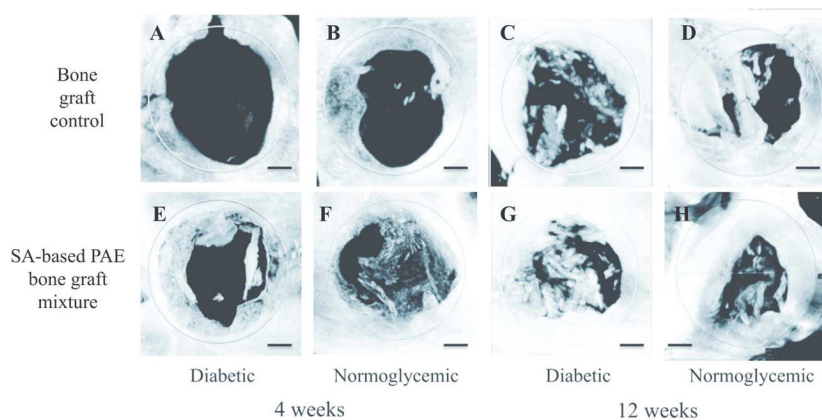 A
B
C
D
Bone
graft
control
E
F
G
H
SA-based PAE
bone graft
mixture
Diabetic
Normoglycemic
Diabetic
Normoglycemic
4 weeks
12 weeks